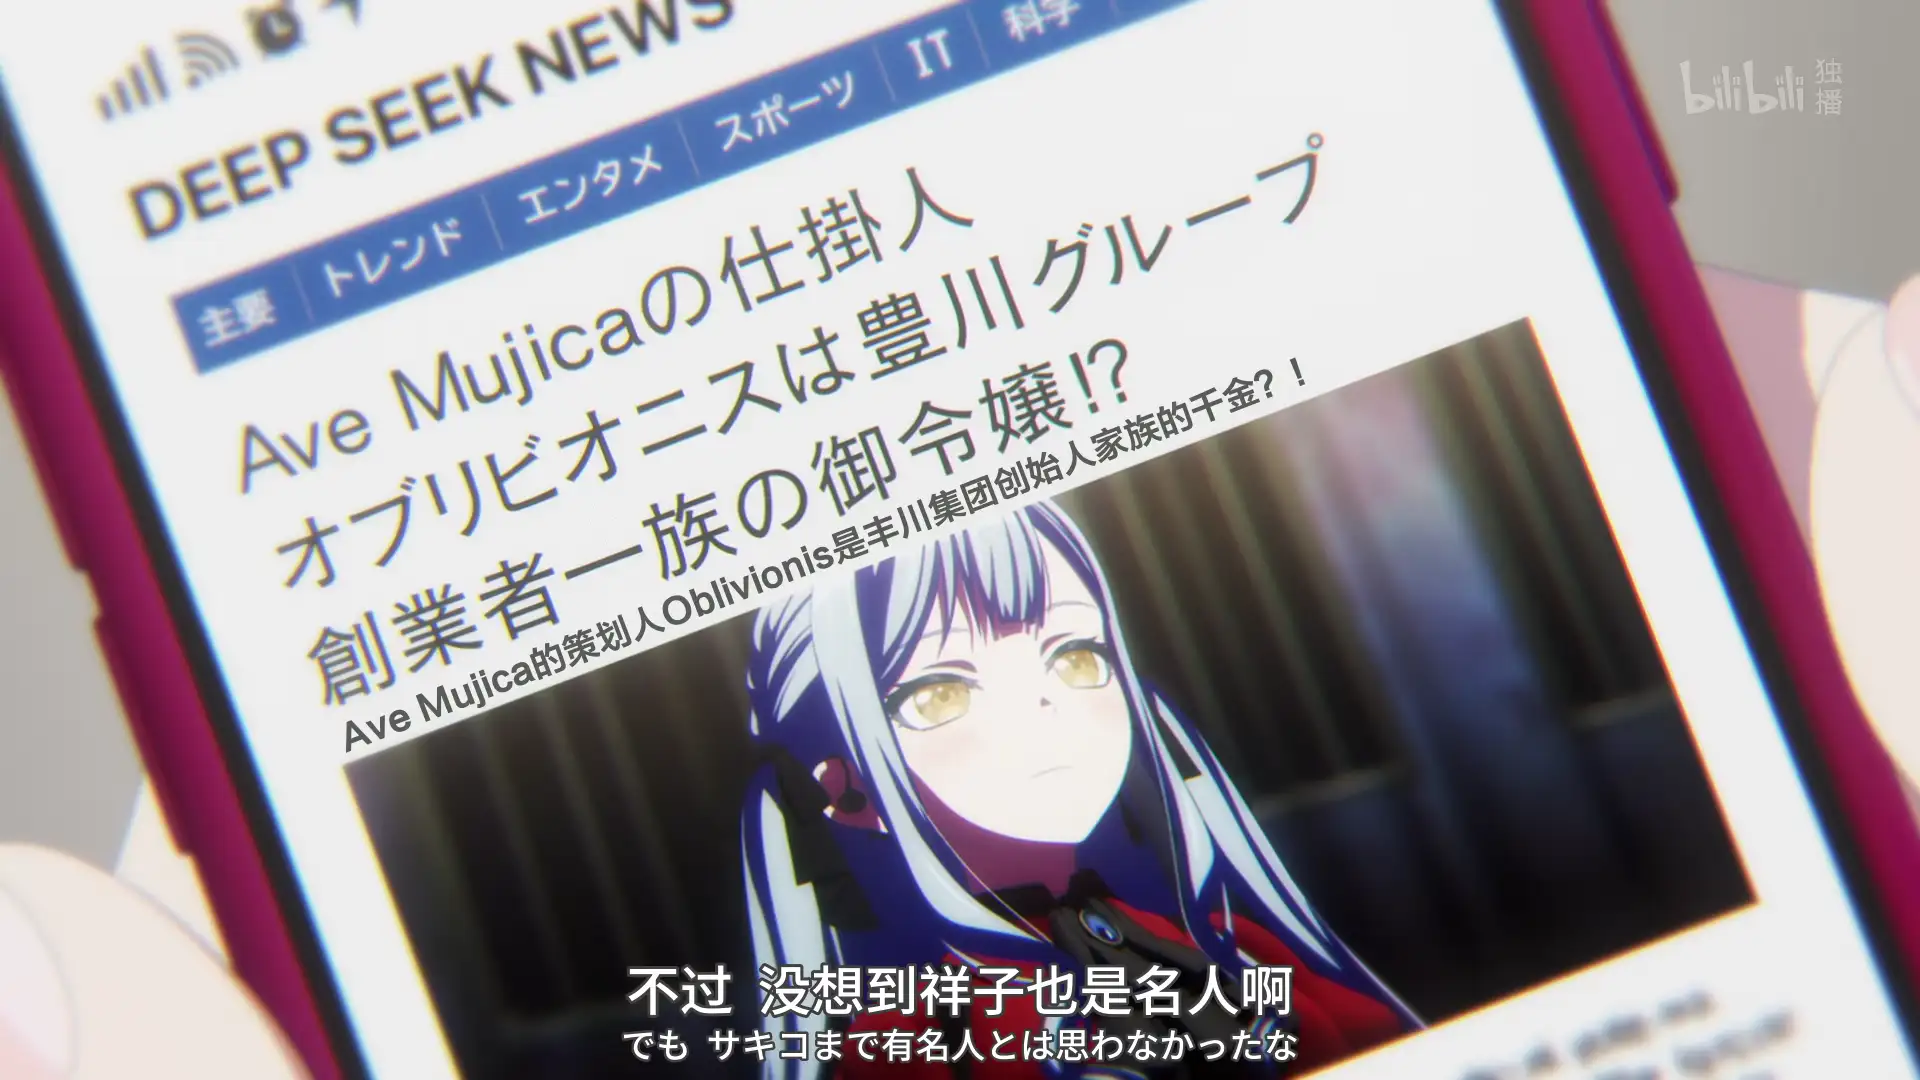 bilibili 独播
DEEP SEEK NEWS
主要 トレンド エンタメ スポーツ IT 科学
Ave Mujicaの仕掛人
オブリビオニスは豊川グループ
創業者一族の御令嬢!?
Ave Mujica的策划人Oblivionis是丰川集团创始人家族的千金?!
不过 没想到祥子也是名人啊
でも サキコまで有名人とは思わなかったな